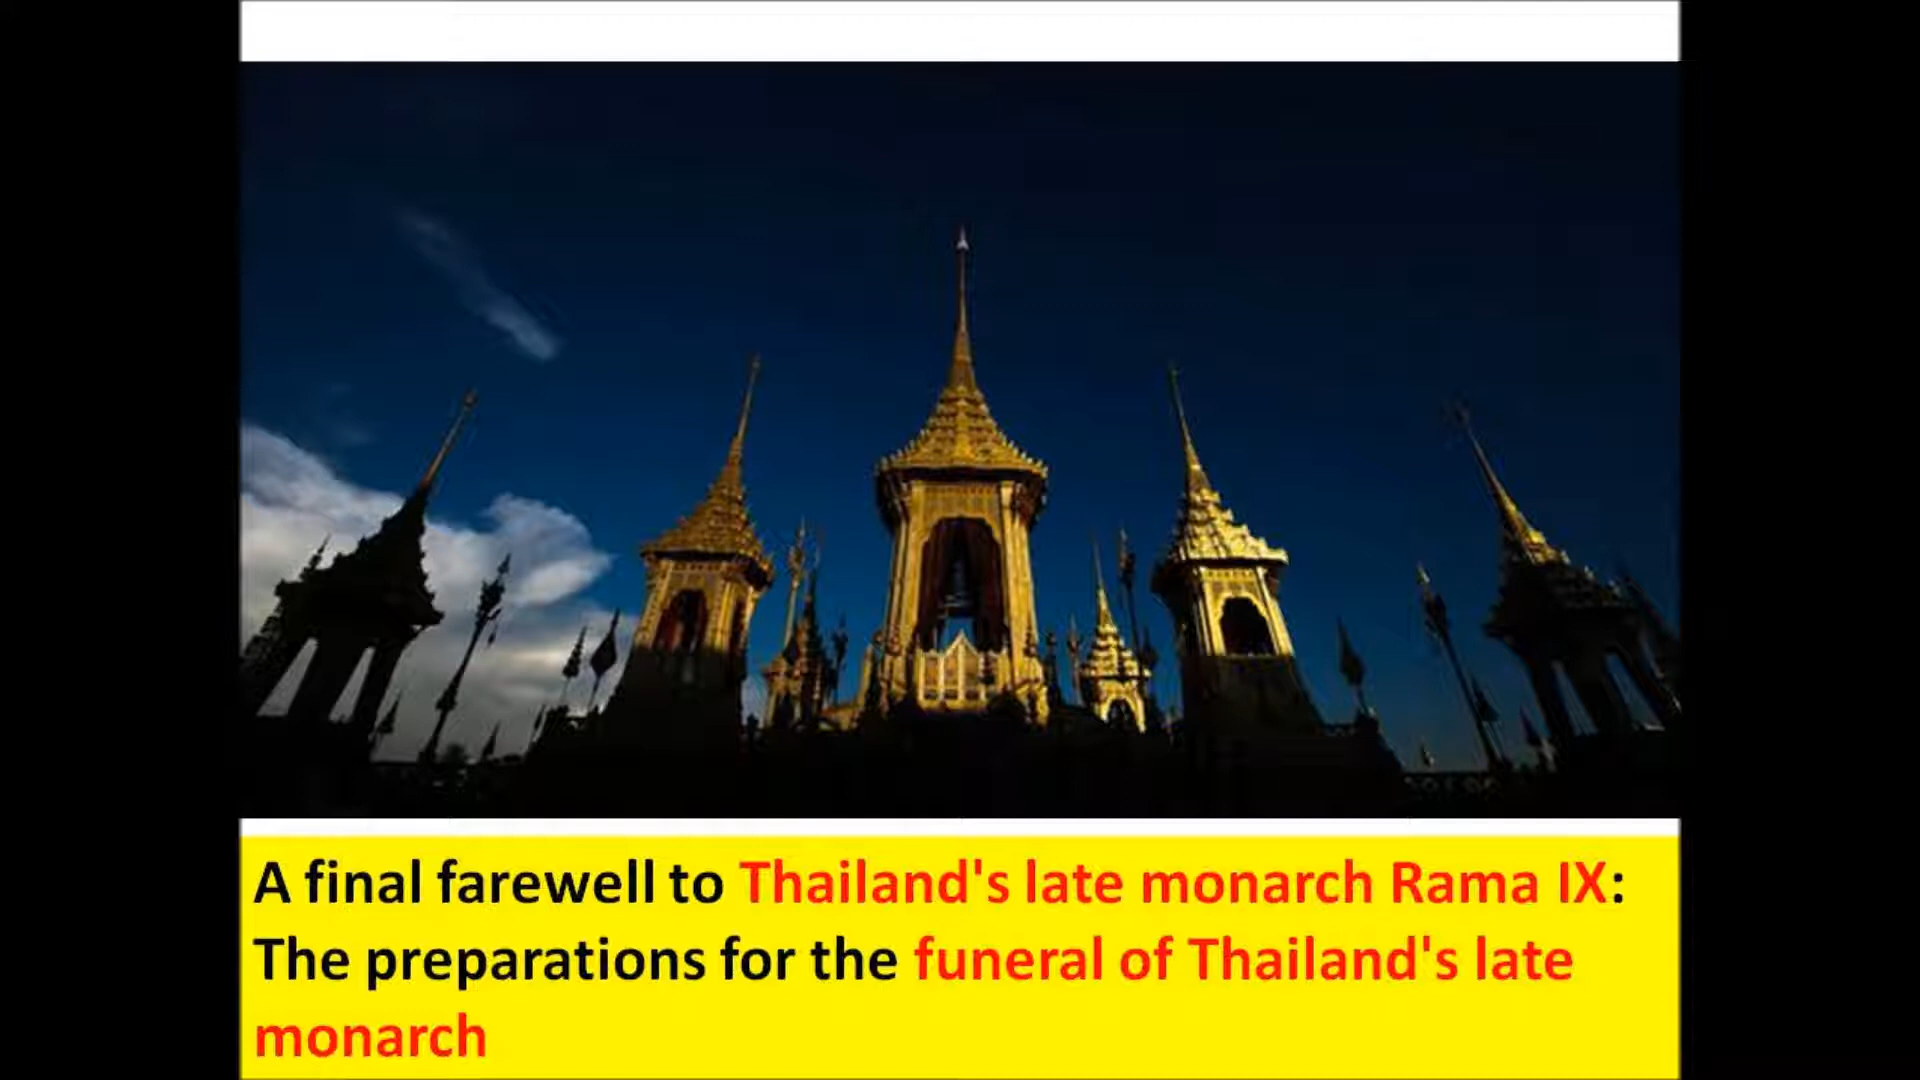 A final farewell to Thailand's late monarch Rama IX:
The preparations for the funeral of Thailand's late
monarch